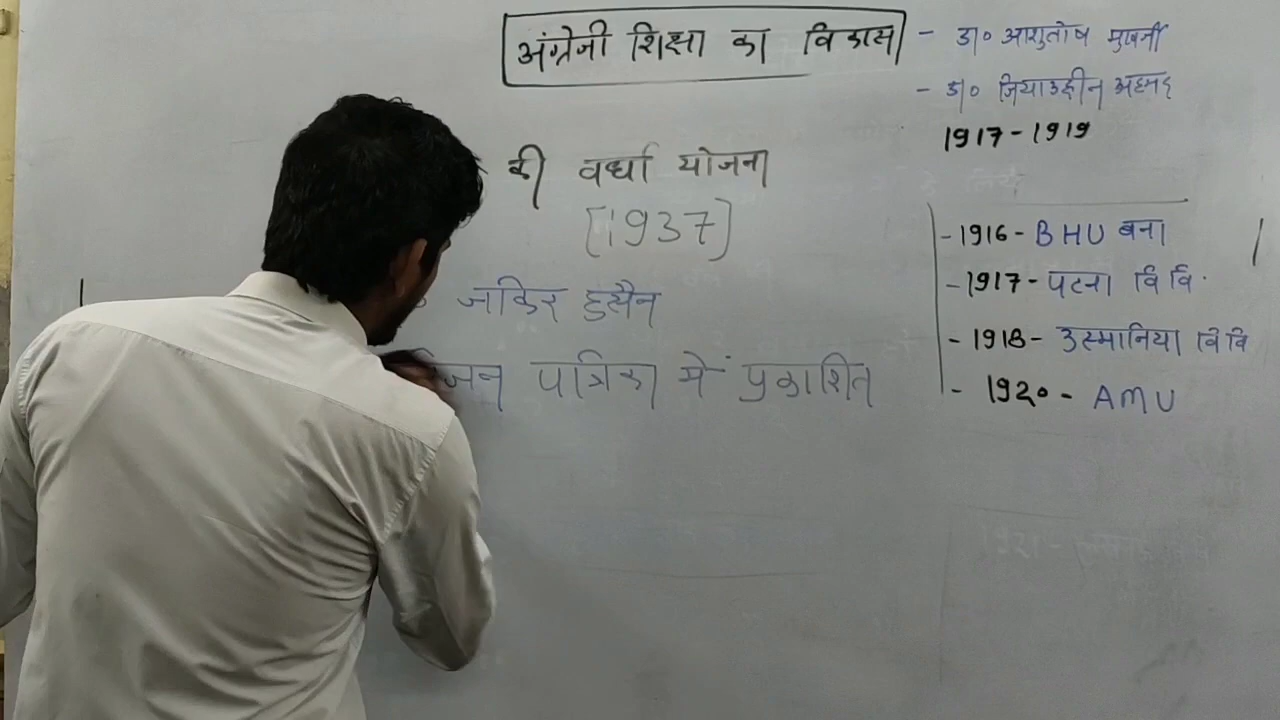 अंग्रेजी शिक्षा का विकास
- डा० आशुतोष मुखर्जी
- डा० जियाउद्दीन अहमद
1917-1919
की वर्धा योजना
[1937]
जाकिर हुसैन
जन पत्रिका में प्रकाशित
-1916- BHU बना
-1917- पटना वि वि.
- 1918- उस्मानिया वि वि
- 1920- AMU